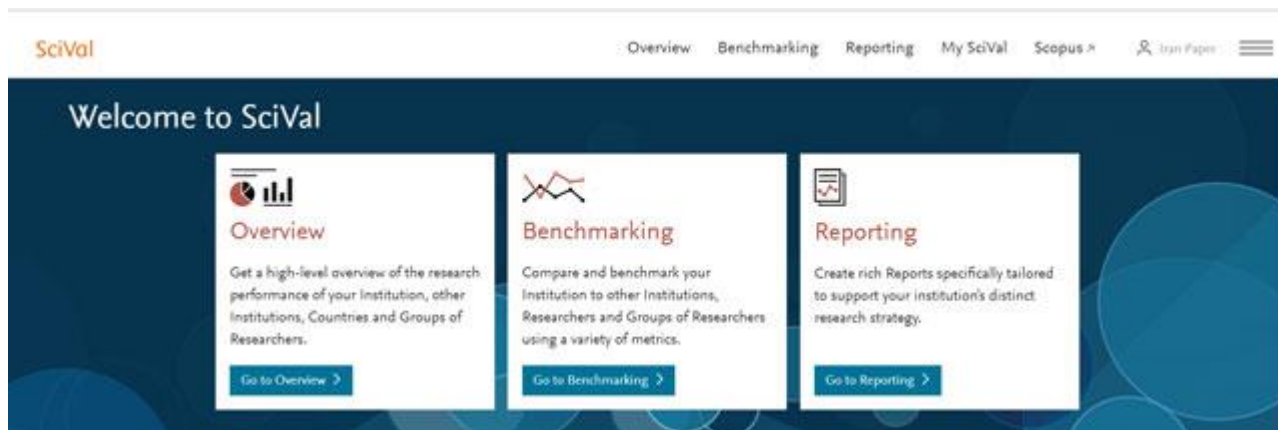 SciVal
Overview Benchmarking Reporting My SciVal Scopus ↗ Iran Paper
Welcome to SciVal
Overview
Get a high-level overview of the research
performance of your Institution, other
Institutions, Countries and Groups of
Researchers.
Go to Overview >
Benchmarking
Compare and benchmark your
Institution to other Institutions,
Researchers and Groups of Researchers
using a variety of metrics.
Go to Benchmarking >
Reporting
Create rich Reports specifically tailored
to support your institution's distinct
research strategy.
Go to Reporting >